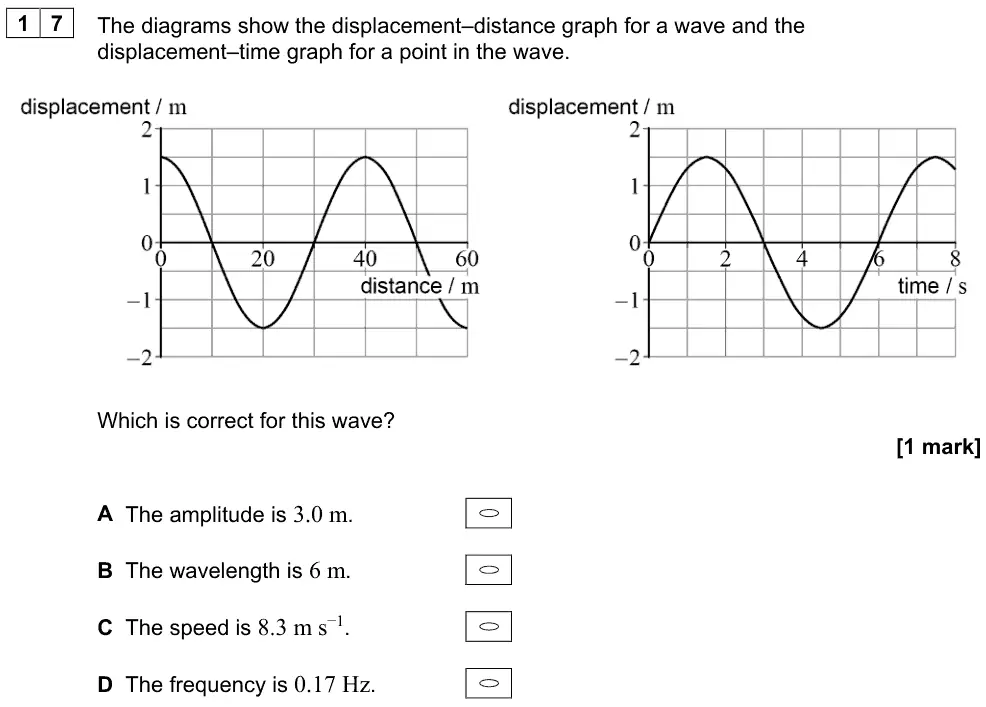 1 7 The diagrams show the displacement–distance graph for a wave and the
displacement–time graph for a point in the wave.
displacement / m
2
1
0
−1
−2
0 20 40 60
distance / m
displacement / m
2
1
0
−1
−2
0 2 4 6 8
time / s
Which is correct for this wave?
[1 mark]
A The amplitude is 3.0 m.
B The wavelength is 6 m.
C The speed is 8.3 m s⁻¹.
D The frequency is 0.17 Hz.